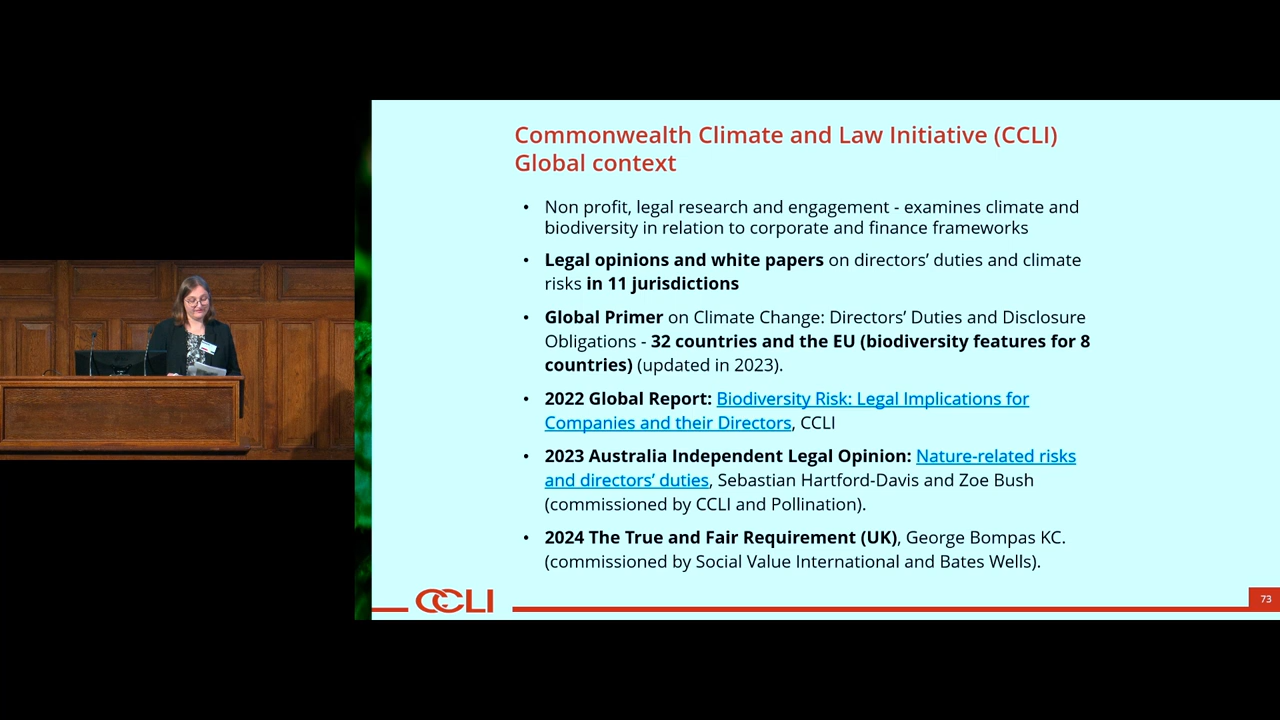 Commonwealth Climate and Law Initiative (CCLI)
Global context
• Non profit, legal research and engagement - examines climate and
biodiversity in relation to corporate and finance frameworks
• Legal opinions and white papers on directors’ duties and climate
risks in 11 jurisdictions
• Global Primer on Climate Change: Directors’ Duties and Disclosure
Obligations - 32 countries and the EU (biodiversity features for 8
countries) (updated in 2023).
• 2022 Global Report: Biodiversity Risk: Legal Implications for
Companies and their Directors, CCLI
• 2023 Australia Independent Legal Opinion: Nature-related risks
and directors’ duties, Sebastian Hartford-Davis and Zoe Bush
(commissioned by CCLI and Pollination).
• 2024 The True and Fair Requirement (UK), George Bompas KC.
(commissioned by Social Value International and Bates Wells).
CCLI
73